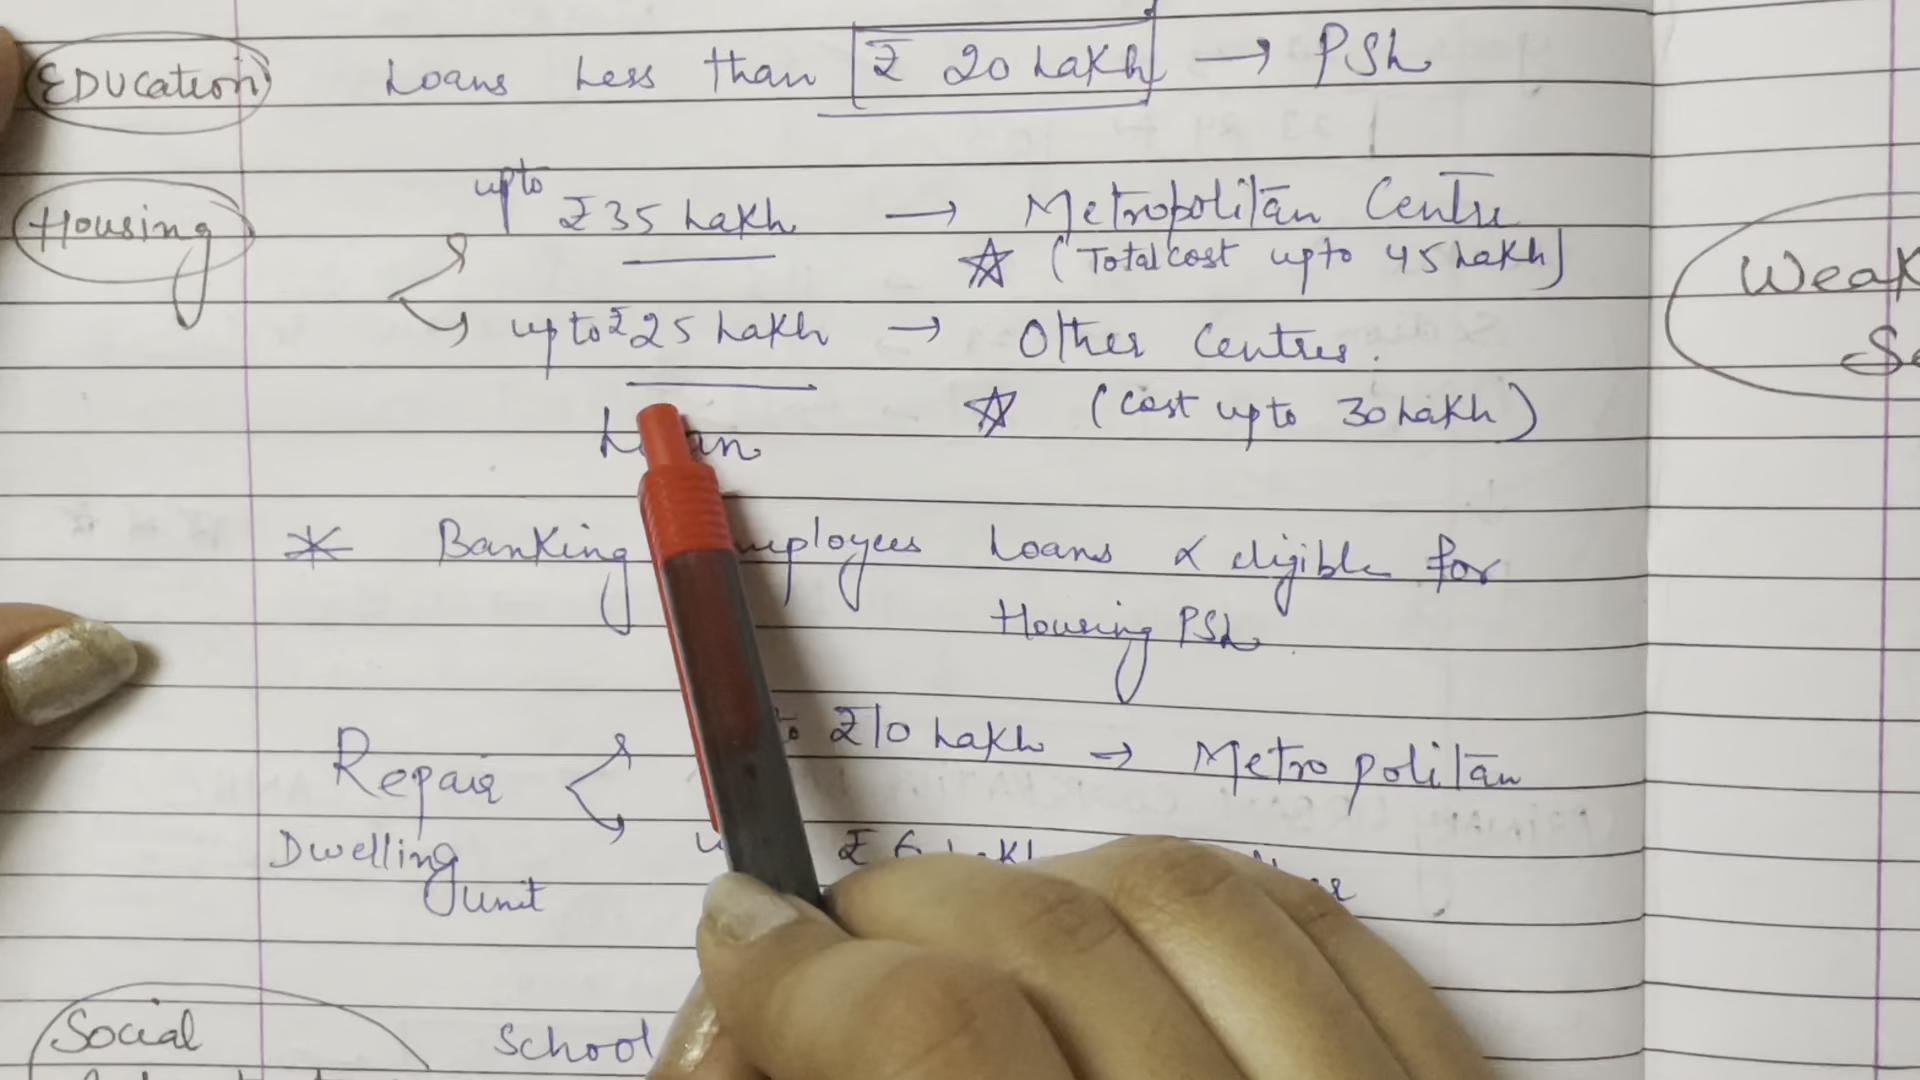 Education Loans Less than ₹ 20 Lakh → PSL
Housing
upto ₹35 Lakh → Metropolitan Centre
☆ (Total cost upto 45 Lakh)
upto ₹25 Lakh → Other Centres.
☆ (Cost upto 30 Lakh)
* Banking Loans eligible for
Housing PSL
Repair ₹10 Lakh → Metropolitan
Dwelling unit ₹ 6
Social School